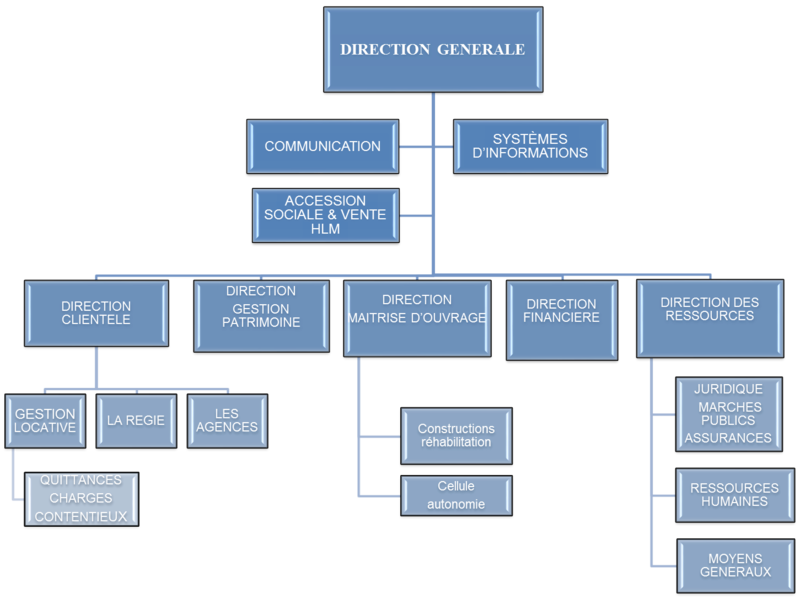 DIRECTION GENERALE
COMMUNICATION
SYSTÈMES
D'INFORMATIONS
ACCESSION
SOCIALE & VENTE
HLM
DIRECTION
CLIENTELE
DIRECTION
GESTION
PATRIMOINE
DIRECTION
MAITRISE D'OUVRAGE
DIRECTION
FINANCIERE
DIRECTION DES
RESSOURCES
GESTION
LOCATIVE
LA REGIE
LES
AGENCES
QUITTANCES
CHARGES
CONTENTIEUX
Constructions
réhabilitation
Cellule
autonomie
JURIDIQUE
MARCHES
PUBLICS
ASSURANCES
RESSOURCES
HUMAINES
MOYENS
GENERAUX